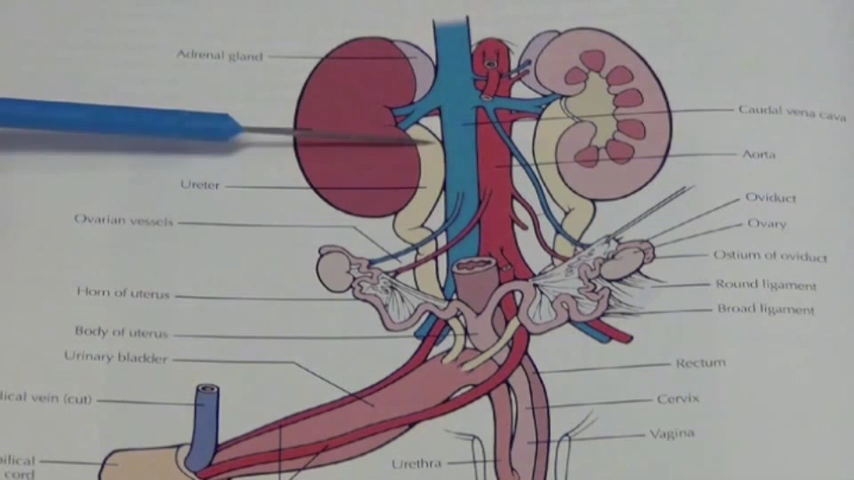 Adrenal gland
Caudal vena cava
Aorta
Ureter
Oviduct
Ovarian vessels
Ovary
Ostium of oviduct
Horn of uterus
Round ligament
Broad ligament
Body of uterus
Urinary bladder
Rectum
lical vein (cut)
Cervix
Vagina
Urethra
bilical
cord